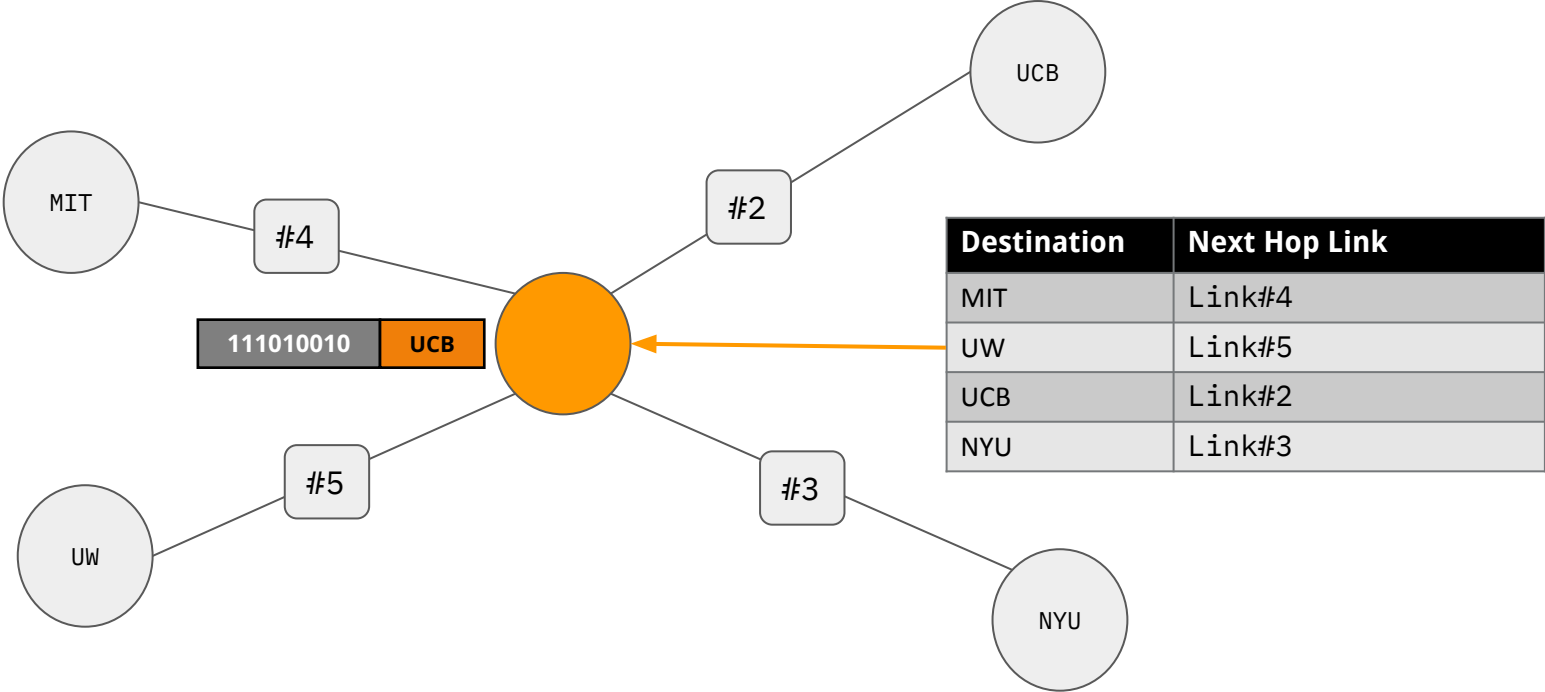 UCB
MIT
#2
#4
Destination Next Hop Link
MIT Link#4
UW Link#5
UCB Link#2
NYU Link#3
111010010 UCB
#5
#3
UW
NYU